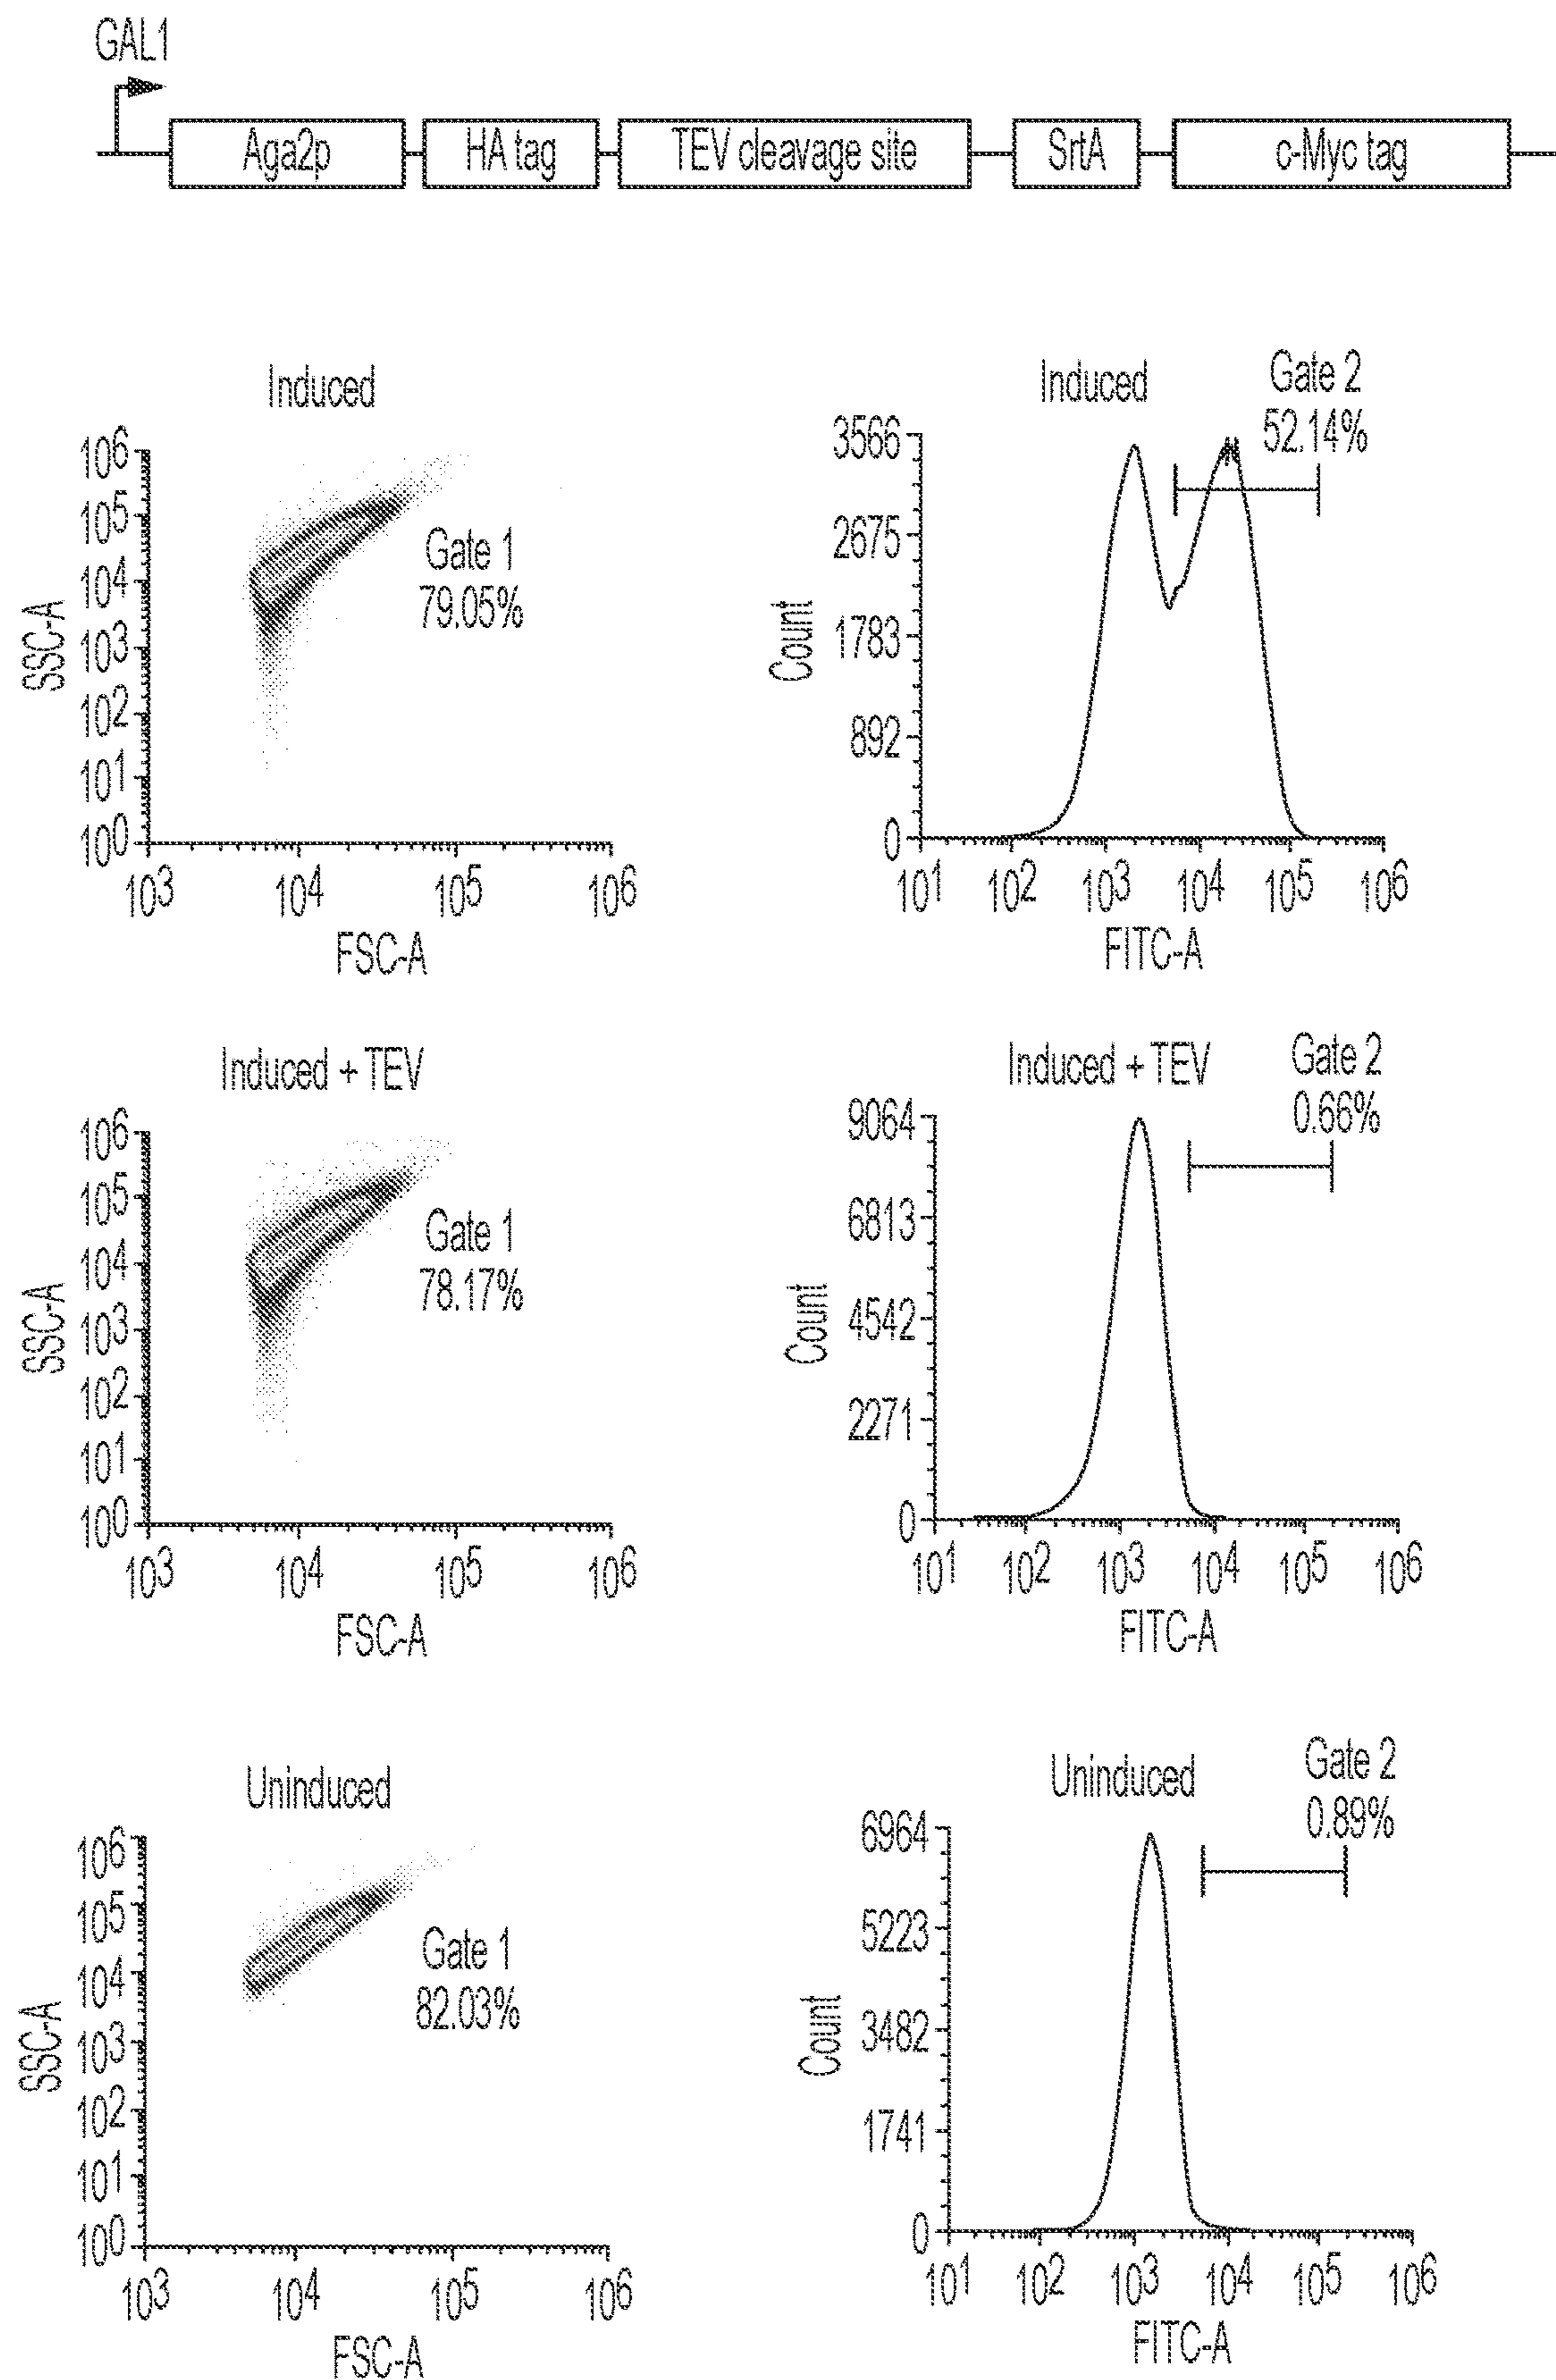 GAL1
Aga2p HA tag TEV cleavage site SrtA c-Myc tag
Induced
10^6
10^5
10^4
10^3
10^2
10^1
10^0
SSC-A
Gate 1
79.05%
10^3 10^4 10^5 10^6
FSC-A
Induced
Gate 2
52.14%
3566
2675
1783
892
0
Count
10^1 10^2 10^3 10^4 10^5 10^6
FITC-A
Induced + TEV
10^6
10^5
10^4
10^3
10^2
10^1
10^0
SSC-A
Gate 1
78.17%
10^3 10^4 10^5 10^6
FSC-A
Induced + TEV
Gate 2
0.66%
9064
6813
4542
2271
0
Count
10^1 10^2 10^3 10^4 10^5 10^6
FITC-A
Uninduced
10^6
10^5
10^4
10^3
10^2
10^1
10^0
SSC-A
Gate 1
82.03%
10^3 10^4 10^5 10^6
FSC-A
Uninduced
Gate 2
0.89%
6964
5223
3482
1741
0
Count
10^1 10^2 10^3 10^4 10^5 10^6
FITC-A